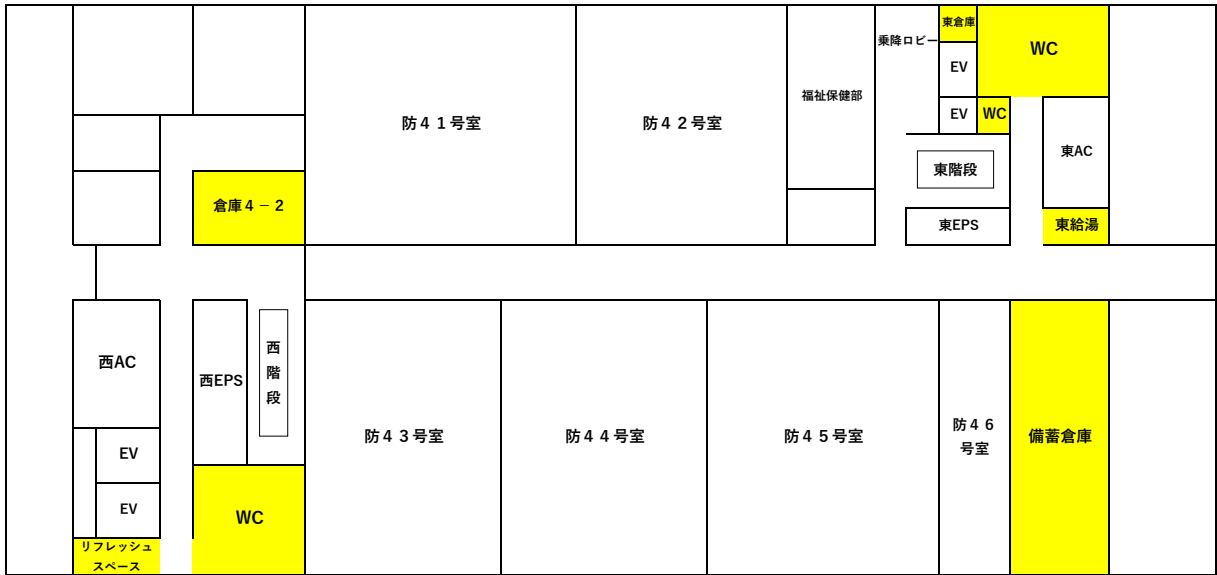 東倉庫
乗降ロビー
WC
EV
福祉保健部
防４１号室
防４２号室
EV
WC
東AC
東階段
倉庫４－２
東EPS
東給湯
西AC
西EPS
西
階
段
防４３号室
防４４号室
防４５号室
防４６
号室
備蓄倉庫
EV
EV
WC
リフレッシュ
スペース